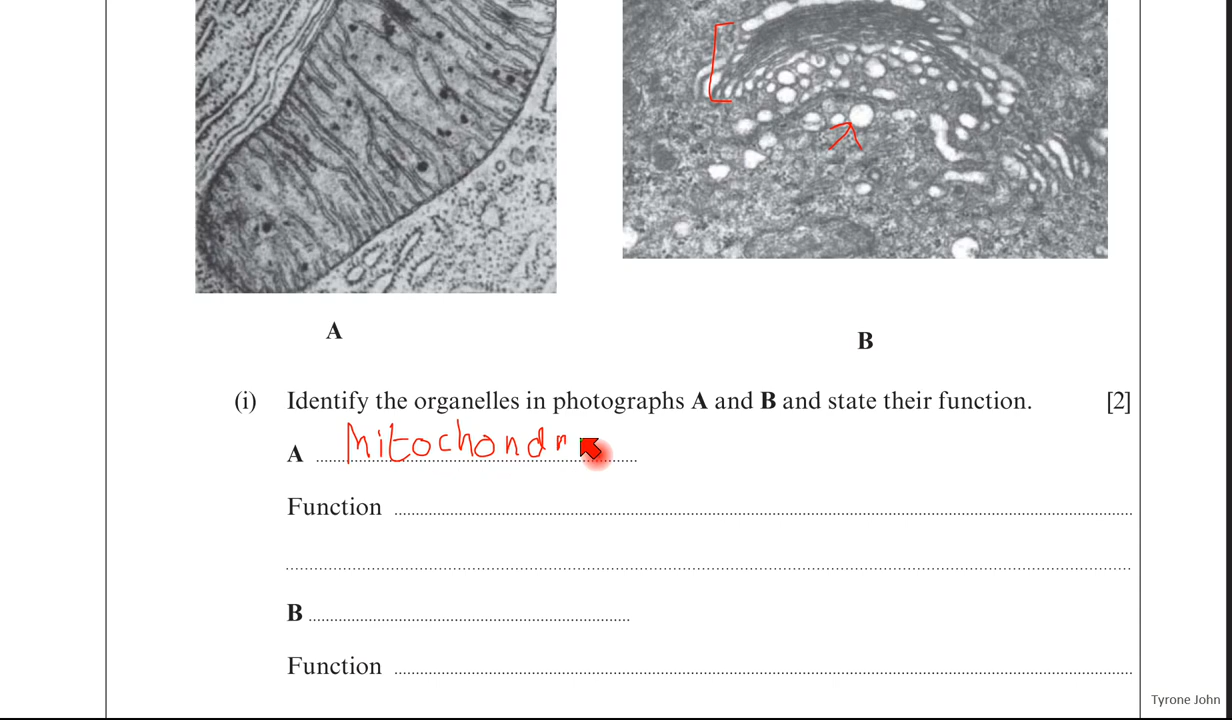 A B
(i) Identify the organelles in photographs A and B and state their function. [2]
A Mitochondr
Function
B
Function
Tyrone John